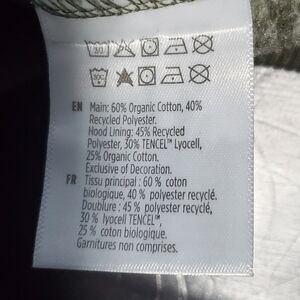 EN Main: 60% Organic Cotton, 40%
Recycled Polyester.
Hood Lining: 45% Recycled
Polyester, 30% TENCEL™ Lyocell,
25% Organic Cotton.
Exclusive of Decoration.
FR Tissu principal : 60 % coton
biologique, 40 % polyester recyclé.
Doublure : 45 % polyester recyclé,
30 % lyocell TENCEL™,
25 % coton biologique.
Garnitures non comprises.